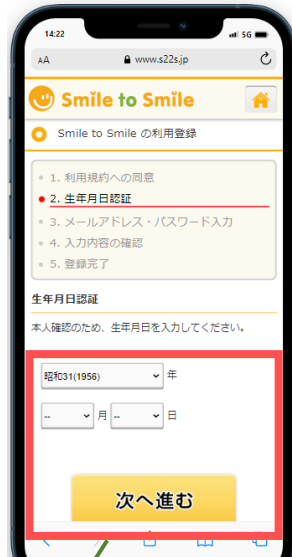 14:22
5G
AA www.s22s.jp
Smile to Smile
Smile to Smile の利用登録
1. 利用規約への同意
2. 生年月日認証
3. メールアドレス・パスワード入力
4. 入力内容の確認
5. 登録完了
生年月日認証
本人確認のため、生年月日を入力してください。
昭和31(1956) 年
-- 月 -- 日
次へ進む